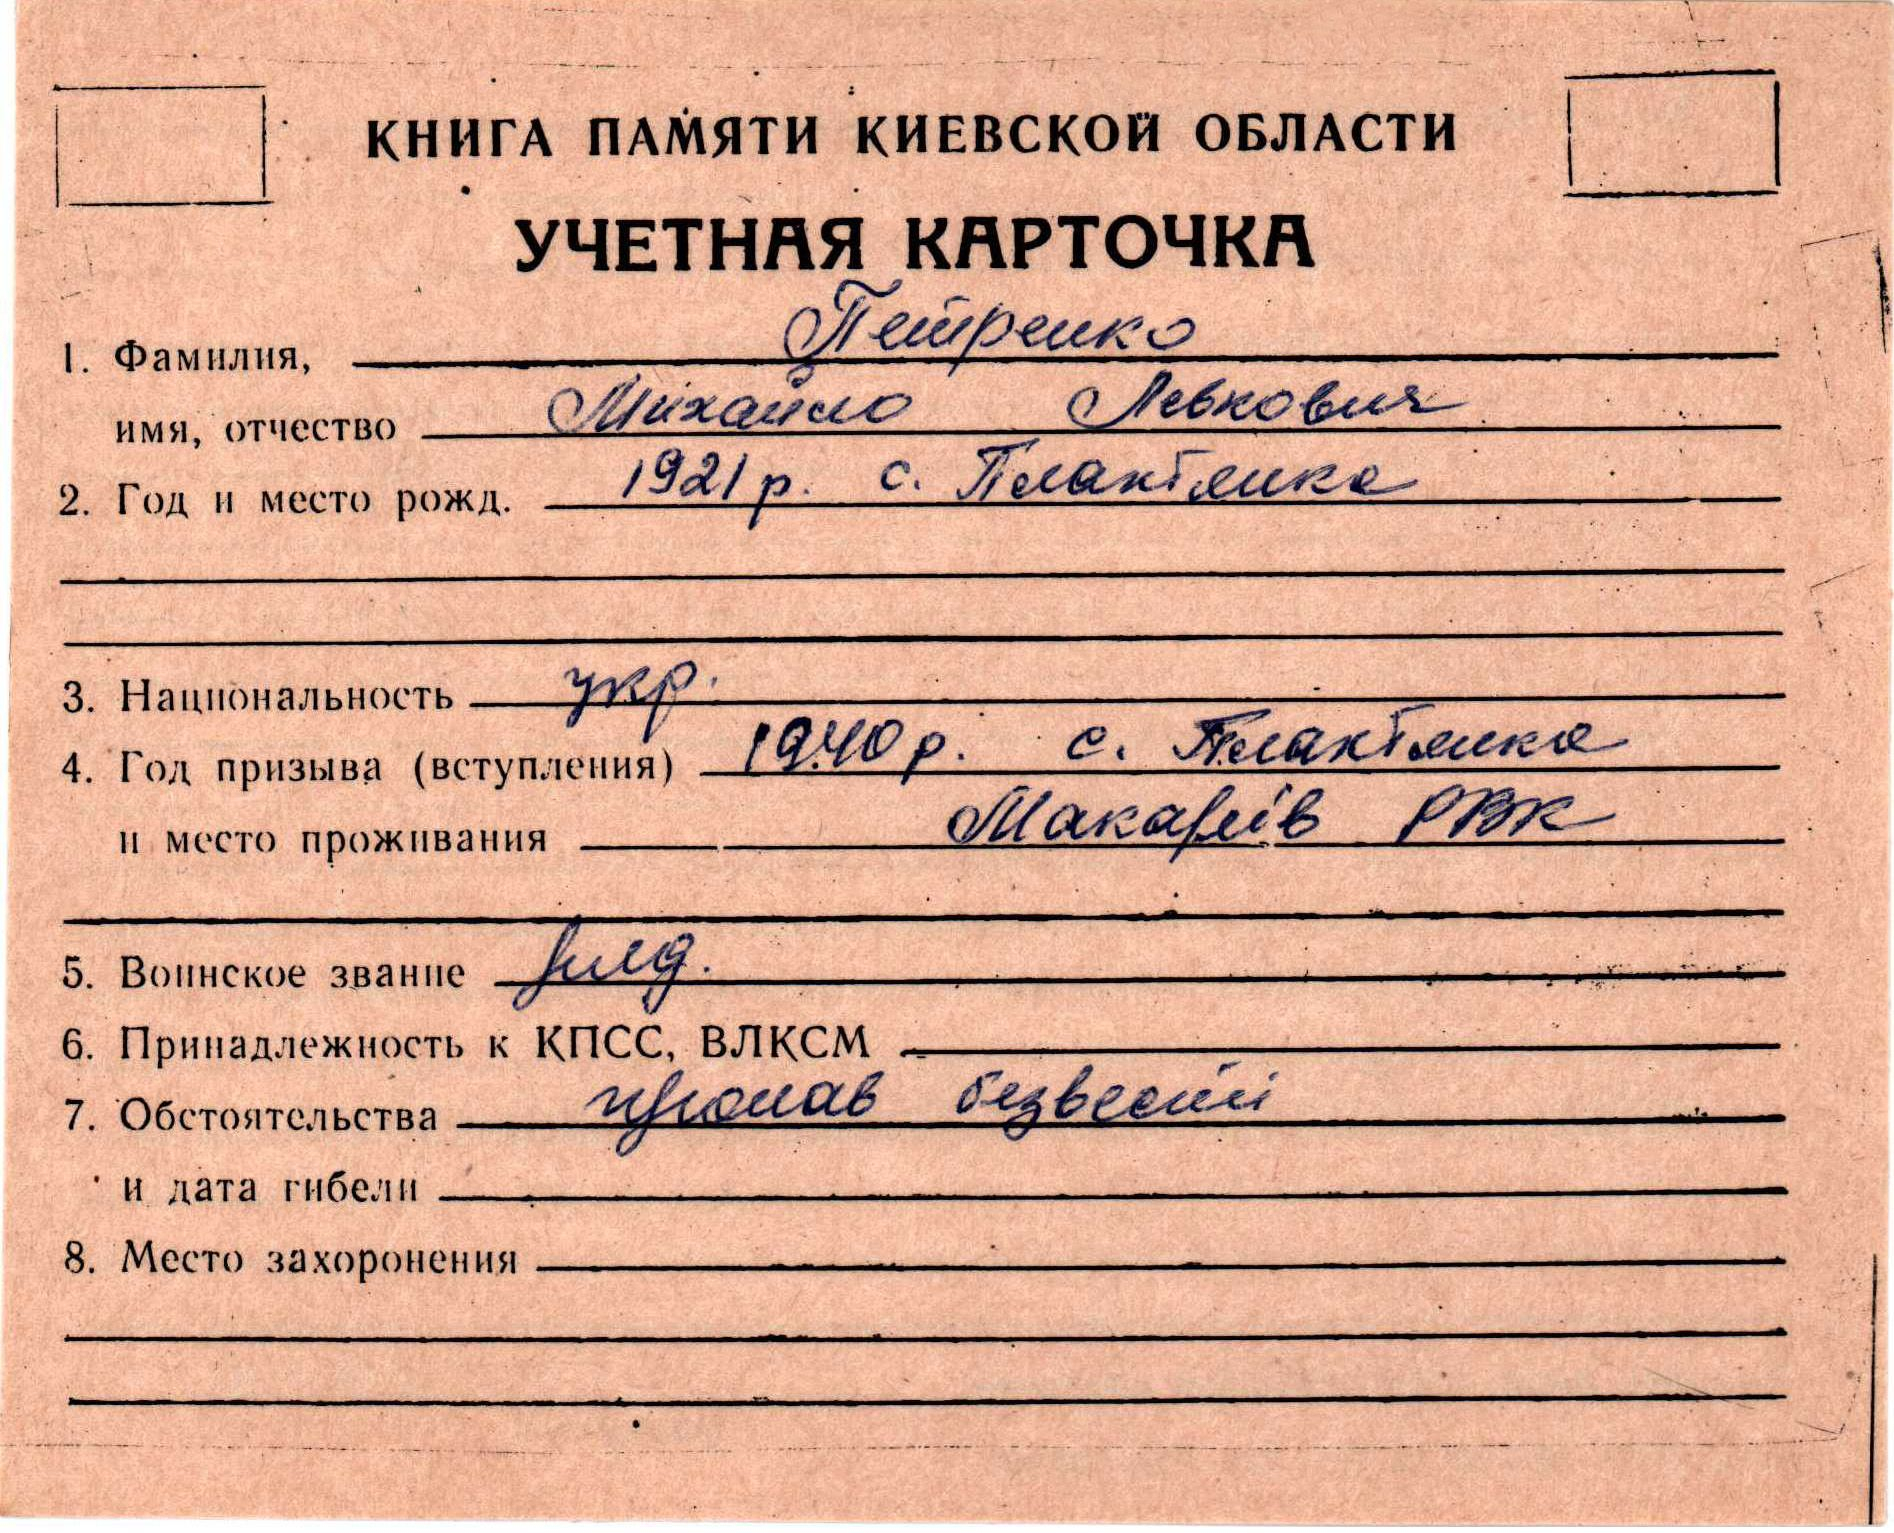 КНИГА ПАМЯТИ КИЕВСКОЙ ОБЛАСТИ
УЧЕТНАЯ КАРТОЧКА
1. Фамилия, Петренко
имя, отчество Михайло Левкович
2. Год и место рожд. 1921 р. с. Плахтянка
3. Национальность укр.
4. Год призыва (вступления) 1940 р. с. Плахтянка
и место проживания Макарів РВК
5. Воинское звание
6. Принадлежность к КПСС, ВЛКСМ
7. Обстоятельства пропав безвесті
и дата гибели
8. Место захоронения